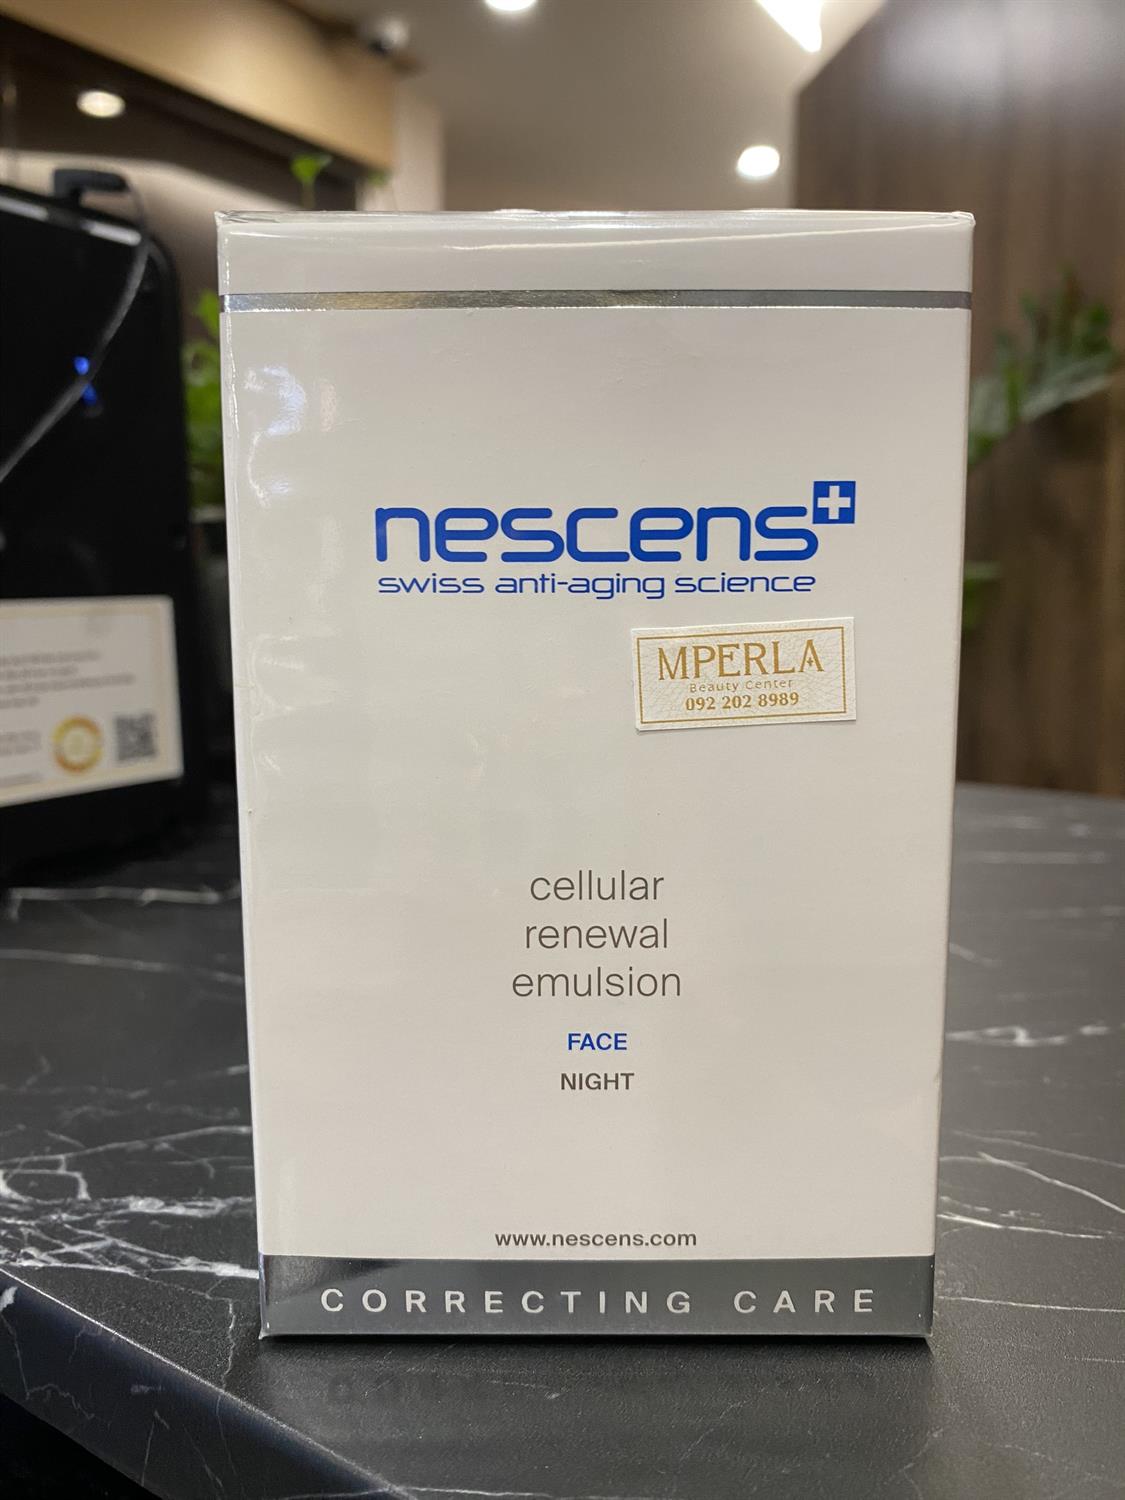 nescens
swiss anti-aging science
MPERLA
Beauty Center
092 202 8989
cellular
renewal
emulsion
FACE
NIGHT
www.nescens.com
CORRECTING CARE